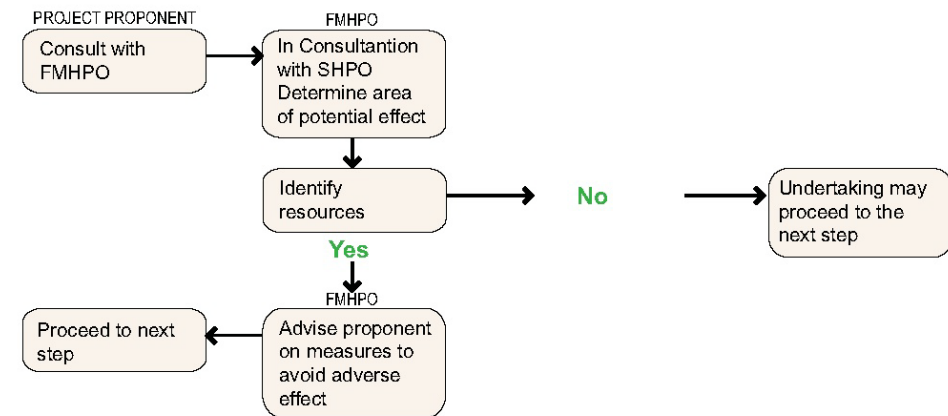 PROJECT PROPONENT
Consult with
FMHPO
FMHPO
In Consultantion
with SHPO
Determine area
of potential effect
Identify
resources
No
Undertaking may
proceed to the
next step
Yes
FMHPO
Advise proponent
on measures to
avoid adverse
effect
Proceed to next
step